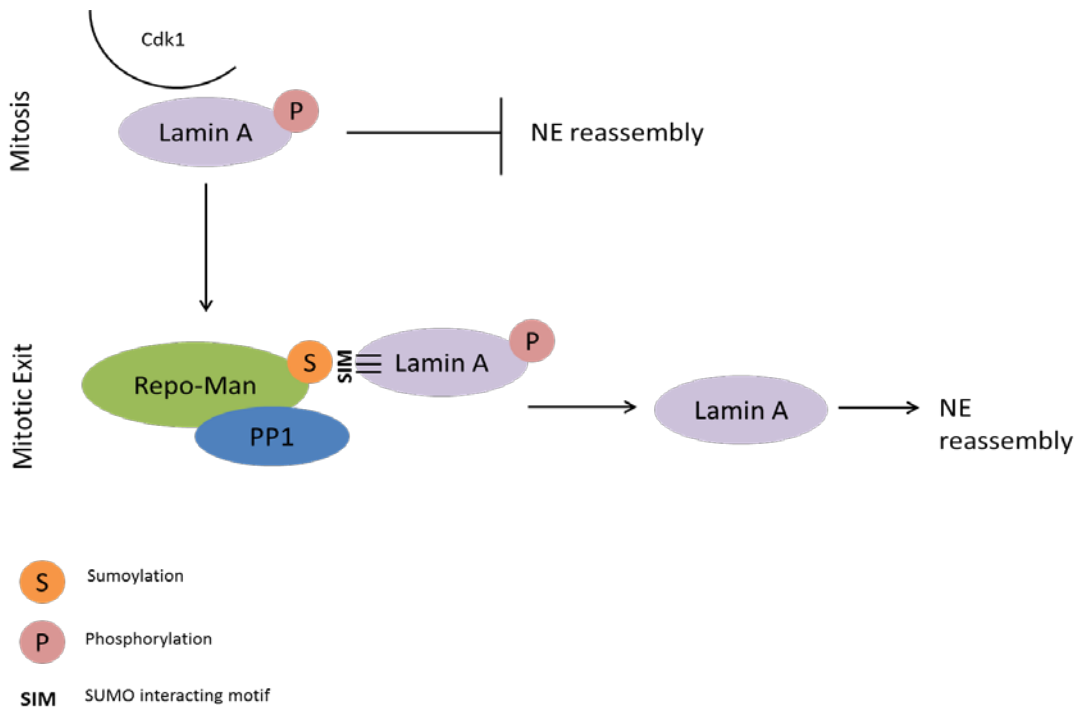 Cdk1
Mitosis
Lamin A
P
NE reassembly
Mitotic Exit
Repo-Man
S
SIM
Lamin A
P
PP1
Lamin A
NE
reassembly
S Sumoylation
P Phosphorylation
SIM SUMO interacting motif